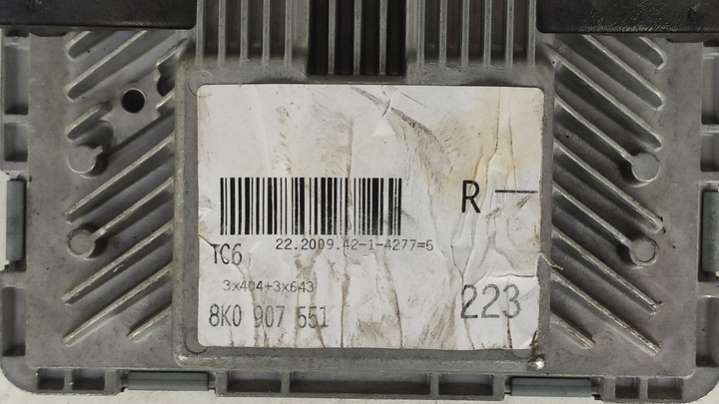 R—
22.2009.42-1-4277=6
TC6
3x404+3x643
8K0 907 551
223